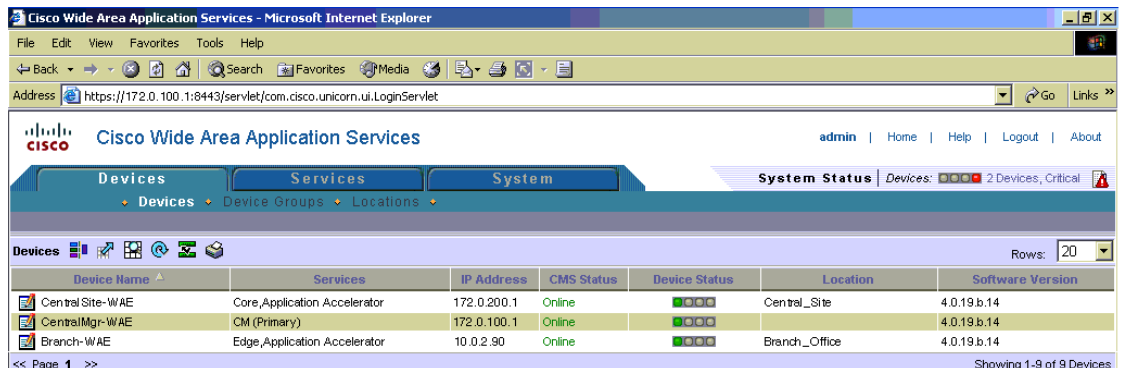 Cisco Wide Area Application Services - Microsoft Internet Explorer
File Edit View Favorites Tools Help
Back Search Favorites Media
Address https://172.0.100.1:8443/servlet/com.cisco.unicorn.ui.LoginServlet Go Links »
cisco Cisco Wide Area Application Services admin | Home | Help | Logout | About
Devices Services System System Status Devices: 2 Devices, Critical
Devices Device Groups Locations
Devices Rows: 20
Device Name Services IP Address CMS Status Device Status Location Software Version
Central Site-WAE Core,Application Accelerator 172.0.200.1 Online Central_Site 4.0.19.b.14
CentralMgr-WAE CM (Primary) 172.0.100.1 Online 4.0.19.b.14
Branch-WAE Edge,Application Accelerator 10.0.2.90 Online Branch_Office 4.0.19.b.14
<< Page 1 >> Showing 1-9 of 9 Devices